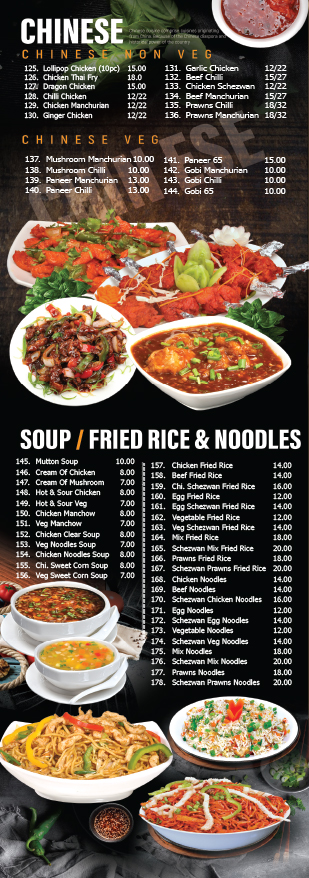 CHINESE
CHINESE NON VEG
125. Lollipop Chicken (10pc) 15.00
126. Chicken Thai Fry 18.0
127. Dragon Chicken 15.00
128. Chilli Chicken 12/22
129. Chicken Manchurian 12/22
130. Ginger Chicken 12/22
131. Garlic Chicken 12/22
132. Beef Chilli 15/27
133. Chicken Schezwan 12/22
134. Beef Manchurian 15/27
135. Prawns Chilli 18/32
136. Prawns Manchurian 18/32
CHINESE VEG
137. Mushroom Manchurian 10.00
138. Mushroom Chilli 10.00
139. Paneer Manchurian 13.00
140. Paneer Chilli 13.00
141. Paneer 65 15.00
142. Gobi Manchurian 10.00
143. Gobi Chilli 10.00
144. Gobi 65 10.00
CHINESE
SOUP / FRIED RICE & NOODLES
145. Mutton Soup 10.00
146. Cream Of Chicken 8.00
147. Cream Of Mushroom 7.00
148. Hot & Sour Chicken 8.00
149. Hot & Sour Veg 7.00
150. Chicken Manchow 8.00
151. Veg Manchow 7.00
152. Chicken Clear Soup 8.00
153. Veg Noodles Soup 7.00
154. Chicken Noodles Soup 8.00
155. Chi. Sweet Corn Soup 8.00
156. Veg Sweet Corn Soup 7.00
157. Chicken Fried Rice 14.00
158. Beef Fried Rice 14.00
159. Chi. Schezwan Fried Rice 16.00
160. Egg Fried Rice 12.00
161. Egg Schezwan Fried Rice 14.00
162. Vegetable Fried Rice 12.00
163. Veg Schezwan Fried Rice 14.00
164. Mix Fried Rice 18.00
165. Schezwan Mix Fried Rice 20.00
166. Prawns Fried Rice 18.00
167. Schezwan Prawns Fried Rice 20.00
168. Chicken Noodles 14.00
169. Beef Noodles 14.00
170. Schezwan Chicken Noodles 16.00
171. Egg Noodles 12.00
172. Schezwan Egg Noodles 14.00
173. Vegetable Noodles 12.00
174. Schezwan Veg Noodles 14.00
175. Mix Noodles 18.00
176. Schezwan Mix Noodles 20.00
177. Prawns Noodles 18.00
178. Schezwan Prawns Noodles 20.00